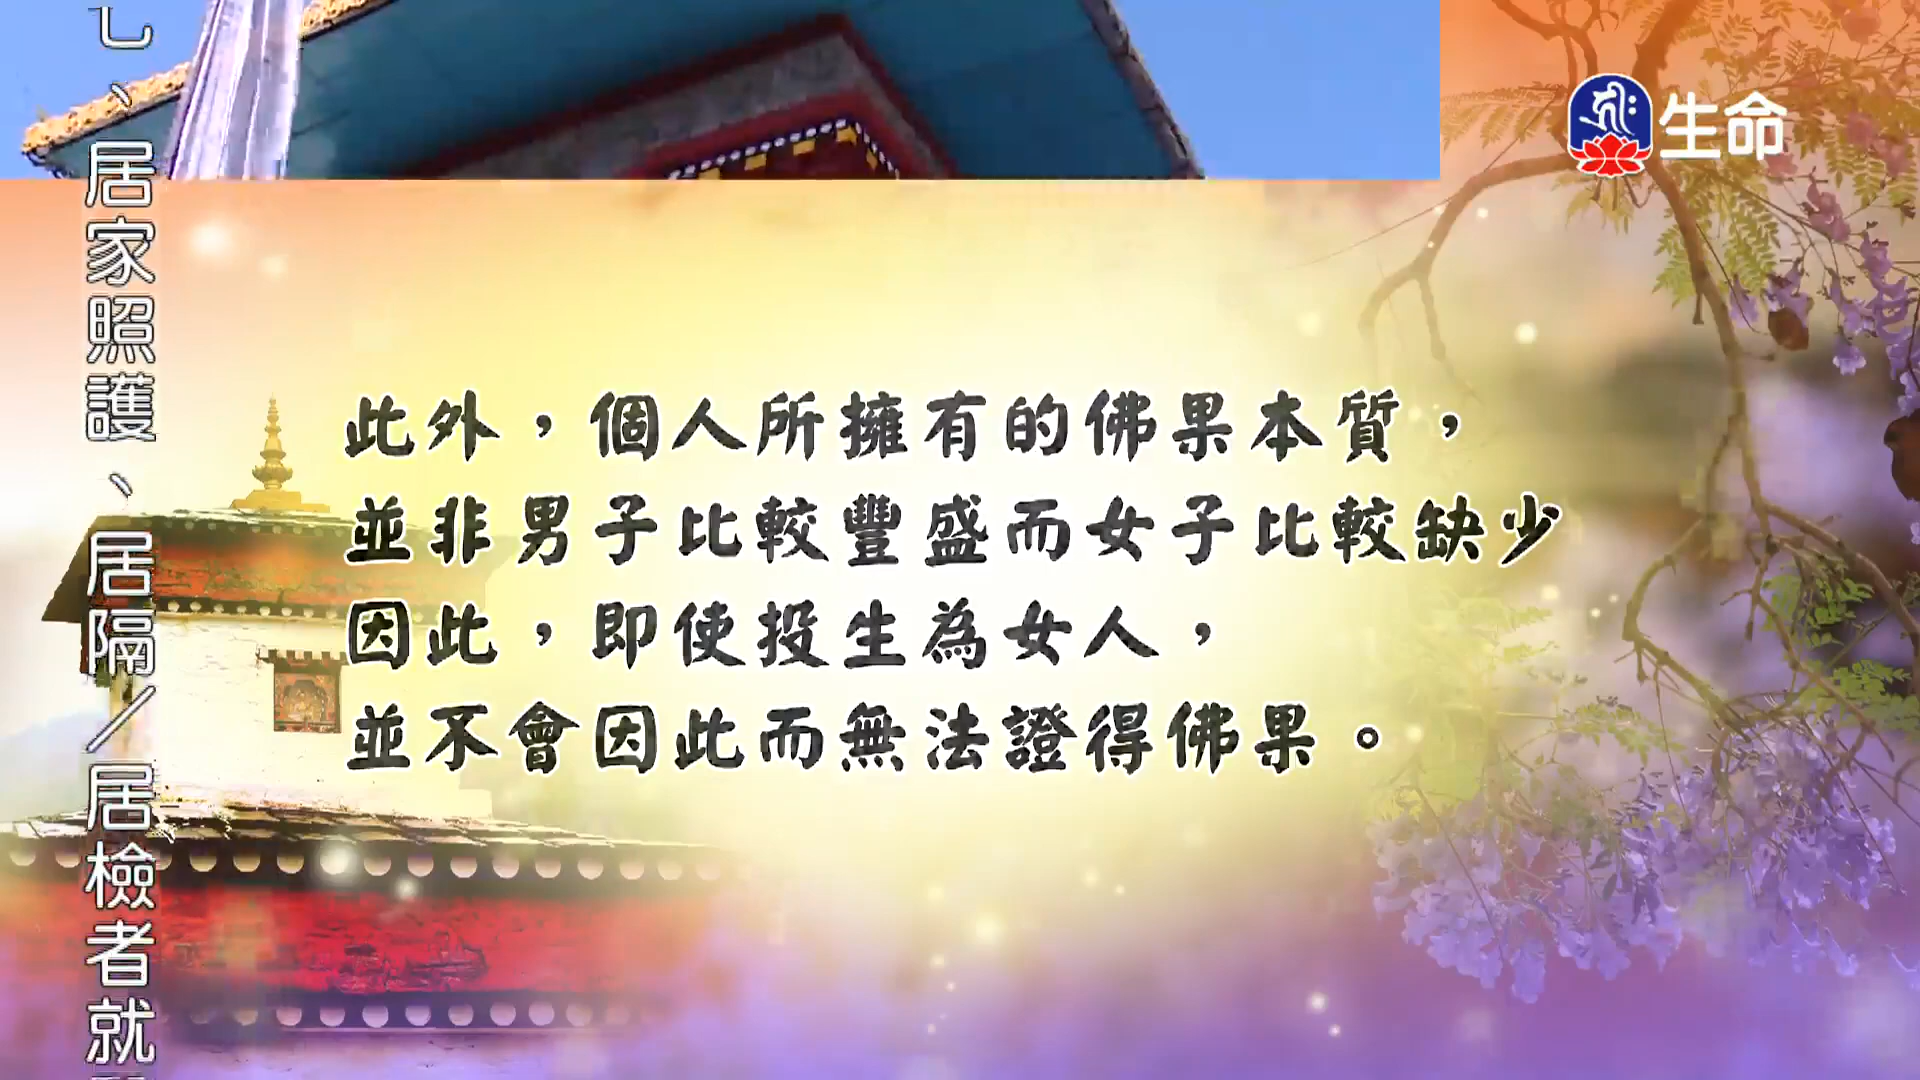 生命
此外，個人所擁有的佛果本質，
並非男子比較豐盛而女子比較缺少
因此，即使投生為女人，
並不會因此而無法證得佛果。
、居家照護、居隔／居檢者就